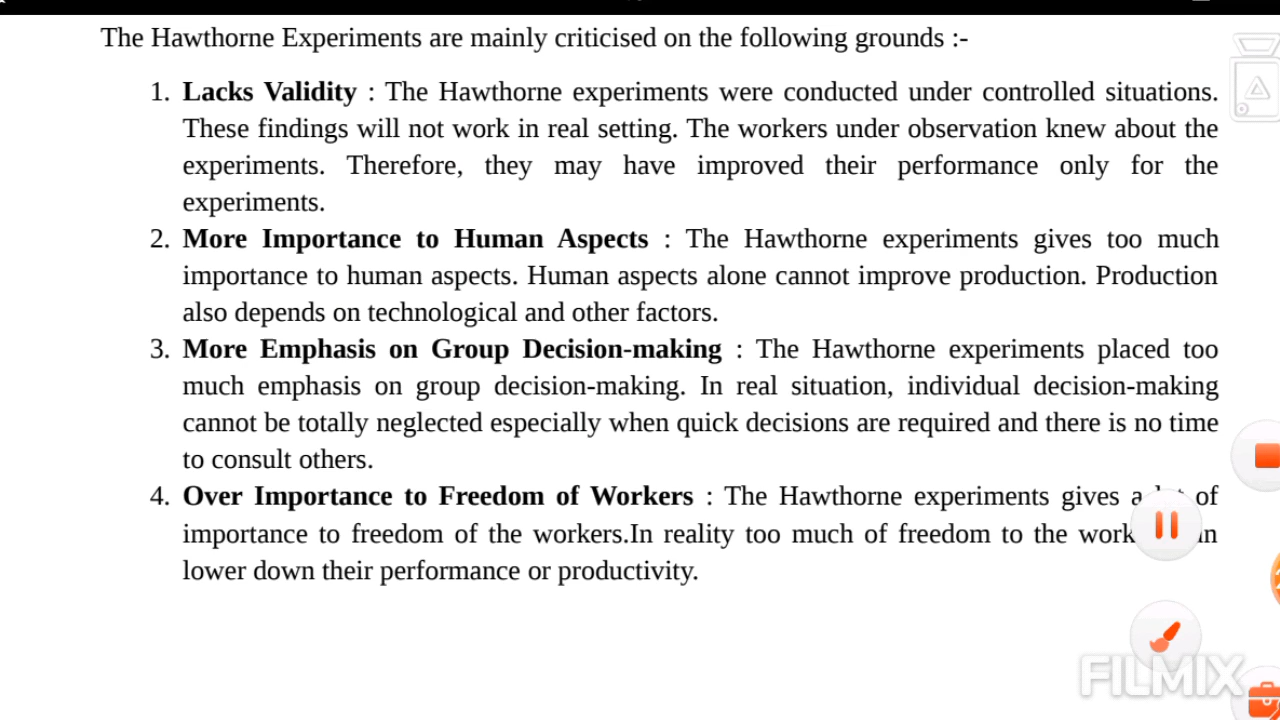 The Hawthorne Experiments are mainly criticised on the following grounds :-
1. Lacks Validity : The Hawthorne experiments were conducted under controlled situations.
These findings will not work in real setting. The workers under observation knew about the
experiments. Therefore, they may have improved their performance only for the
experiments.
2. More Importance to Human Aspects : The Hawthorne experiments gives too much
importance to human aspects. Human aspects alone cannot improve production. Production
also depends on technological and other factors.
3. More Emphasis on Group Decision-making : The Hawthorne experiments placed too
much emphasis on group decision-making. In real situation, individual decision-making
cannot be totally neglected especially when quick decisions are required and there is no time
to consult others.
4. Over Importance to Freedom of Workers : The Hawthorne experiments gives a of
importance to freedom of the workers.In reality too much of freedom to the
lower down their performance or productivity.
FILMIX